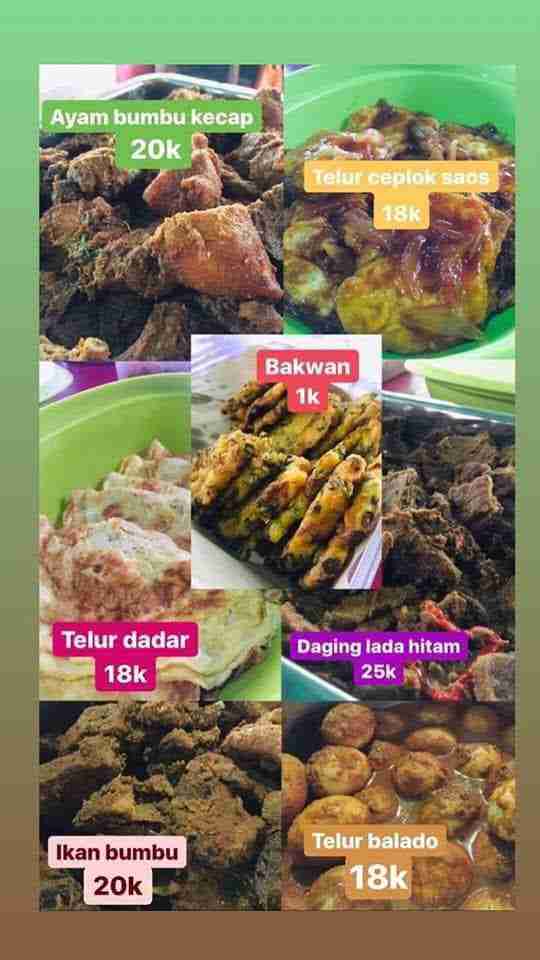 Ayam bumbu kecap
20k
Telur ceplok saos
18k
Bakwan
1k
Telur dadar
18k
Daging lada hitam
25k
Ikan bumbu
20k
Telur balado
18k